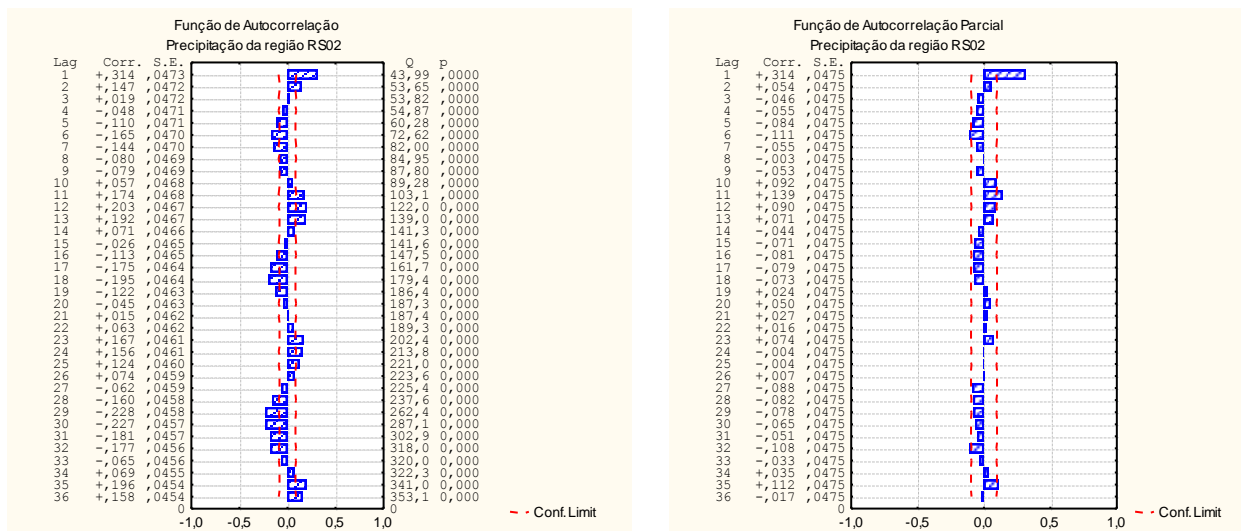 Função de Autocorrelação
Precipitação da região RS02
Lag Corr. S.E. Q p
1 +,314 ,0473 43,99 ,0000
2 +,147 ,0472 53,65 ,0000
3 +,019 ,0472 53,82 ,0000
4 -,048 ,0471 54,87 ,0000
5 -,110 ,0471 60,28 ,0000
6 -,165 ,0470 72,62 ,0000
7 -,144 ,0470 82,00 ,0000
8 -,080 ,0469 84,95 ,0000
9 -,079 ,0469 87,80 ,0000
10 +,057 ,0468 89,28 ,0000
11 +,174 ,0468 103,1 ,0000
12 +,203 ,0467 122,0 0,000
13 +,192 ,0467 139,0 0,000
14 +,071 ,0466 141,3 0,000
15 -,026 ,0465 141,6 0,000
16 -,113 ,0465 147,5 0,000
17 -,175 ,0464 161,7 0,000
18 -,195 ,0464 179,4 0,000
19 -,122 ,0463 186,4 0,000
20 -,045 ,0463 187,3 0,000
21 +,015 ,0462 187,4 0,000
22 +,063 ,0462 189,3 0,000
23 +,167 ,0461 202,4 0,000
24 +,156 ,0461 213,8 0,000
25 +,124 ,0460 221,0 0,000
26 +,074 ,0459 223,6 0,000
27 -,062 ,0459 225,4 0,000
28 -,160 ,0458 237,6 0,000
29 -,228 ,0458 262,4 0,000
30 -,227 ,0457 287,1 0,000
31 -,181 ,0457 302,9 0,000
32 -,177 ,0456 318,0 0,000
33 -,065 ,0456 320,0 0,000
34 +,069 ,0455 322,3 0,000
35 +,196 ,0454 341,0 0,000
36 +,158 ,0454 353,1 0,000
0 0
-1,0 -0,5 0,0 0,5 1,0
Conf. Limit
Função de Autocorrelação Parcial
Precipitação da região RS02
Lag Corr. S.E.
1 +,314 ,0475
2 +,054 ,0475
3 -,046 ,0475
4 -,055 ,0475
5 -,084 ,0475
6 -,111 ,0475
7 -,055 ,0475
8 -,003 ,0475
9 -,053 ,0475
10 +,092 ,0475
11 +,139 ,0475
12 +,090 ,0475
13 +,071 ,0475
14 -,044 ,0475
15 -,071 ,0475
16 -,081 ,0475
17 -,079 ,0475
18 -,073 ,0475
19 +,024 ,0475
20 +,050 ,0475
21 +,027 ,0475
22 +,016 ,0475
23 +,074 ,0475
24 -,004 ,0475
25 -,004 ,0475
26 +,007 ,0475
27 -,088 ,0475
28 -,082 ,0475
29 -,078 ,0475
30 -,065 ,0475
31 -,051 ,0475
32 -,108 ,0475
33 -,033 ,0475
34 +,035 ,0475
35 +,112 ,0475
36 -,017 ,0475
0
-1,0 -0,5 0,0 0,5 1,0
Conf. Limit